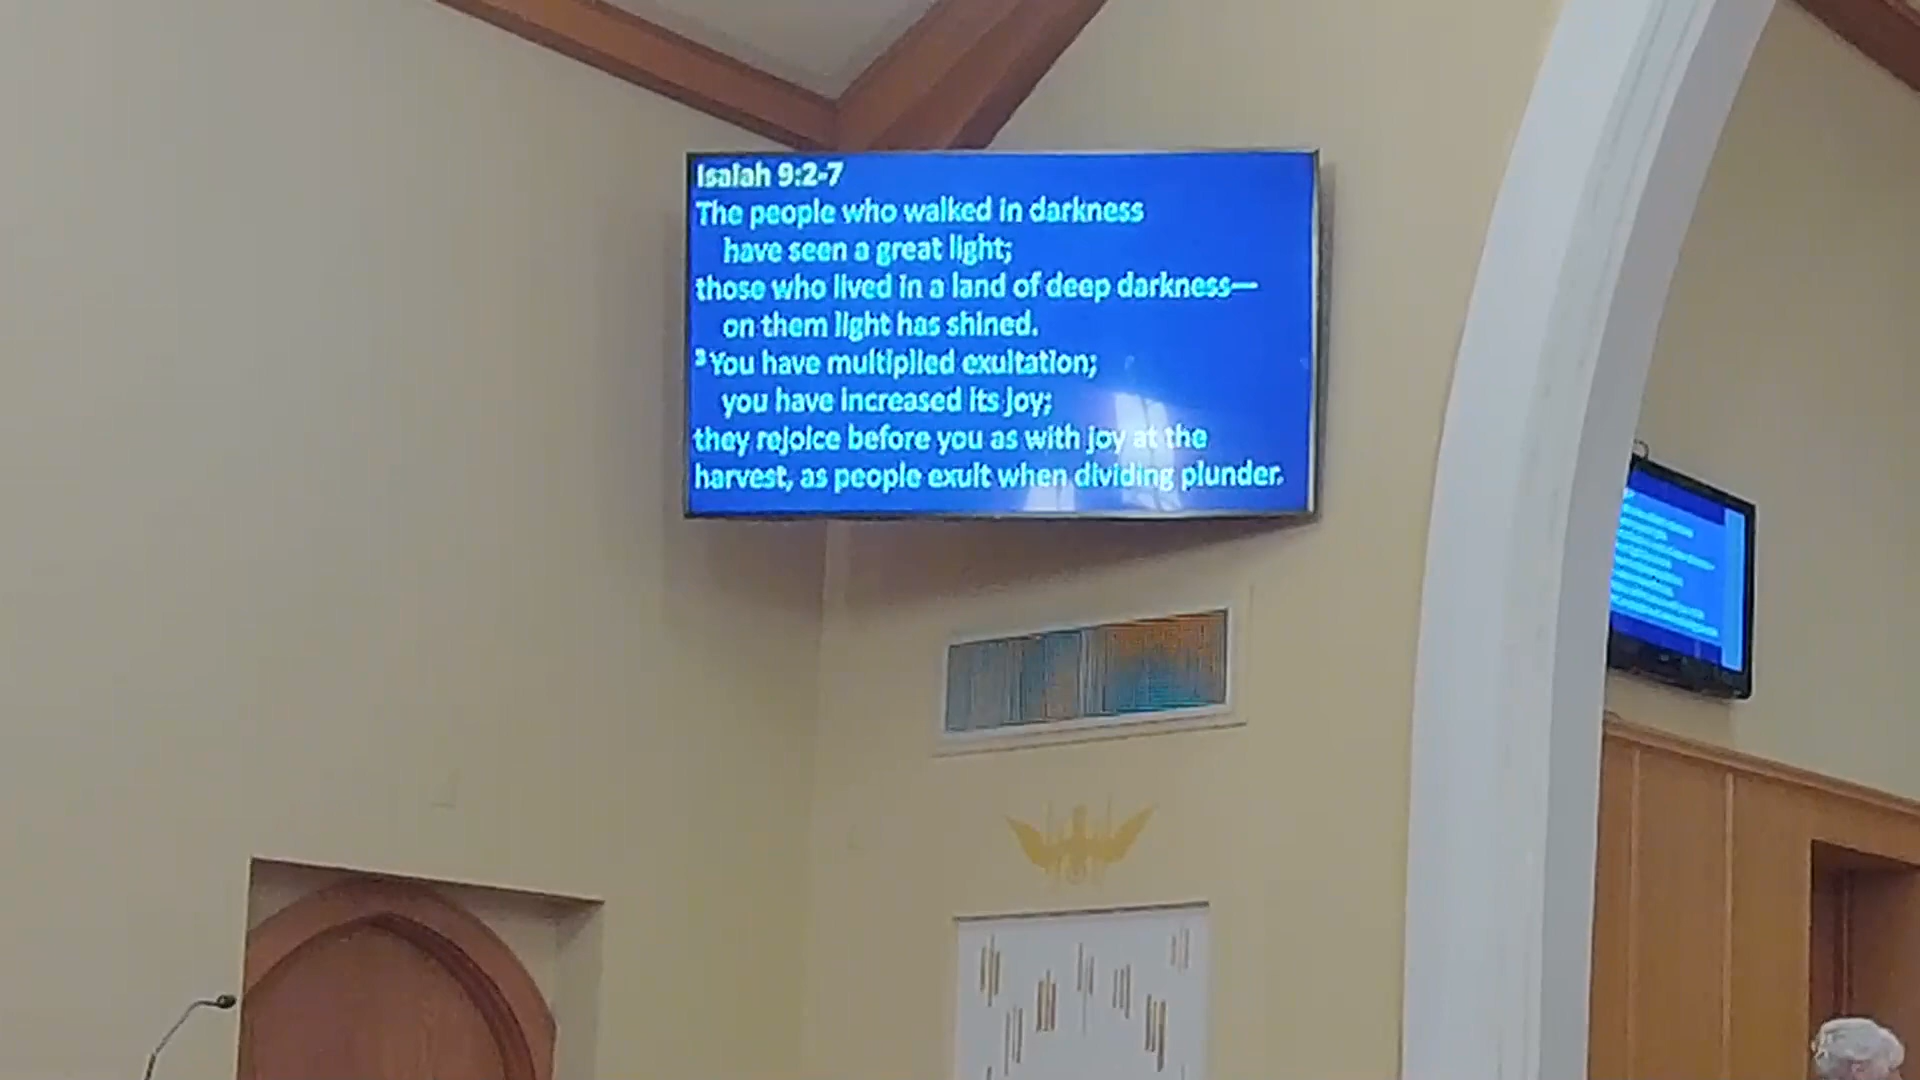 Isaiah 9:2-7
The people who walked in darkness
have seen a great light;
those who lived in a land of deep darkness—
on them light has shined.
³You have multiplied exultation;
you have increased its joy;
they rejoice before you as with joy at the
harvest, as people exult when dividing plunder.